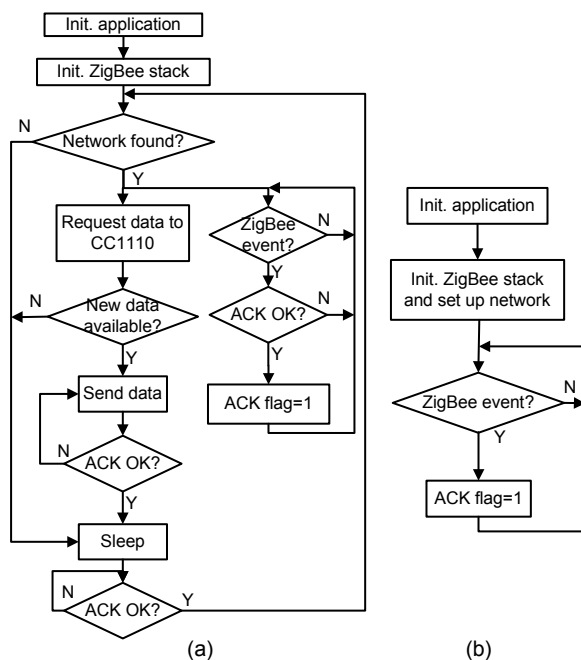 Init. application
Init. ZigBee stack
N
Network found?
Y
Request data to
CC1110
N
New data
available?
Y
Send data
N
ACK OK?
Y
Sleep
N
ACK OK?
Y
ZigBee
event?
N
Y
ACK OK?
N
Y
ACK flag=1
(a)
Init. application
Init. ZigBee stack
and set up network
ZigBee event?
N
Y
ACK flag=1
(b)